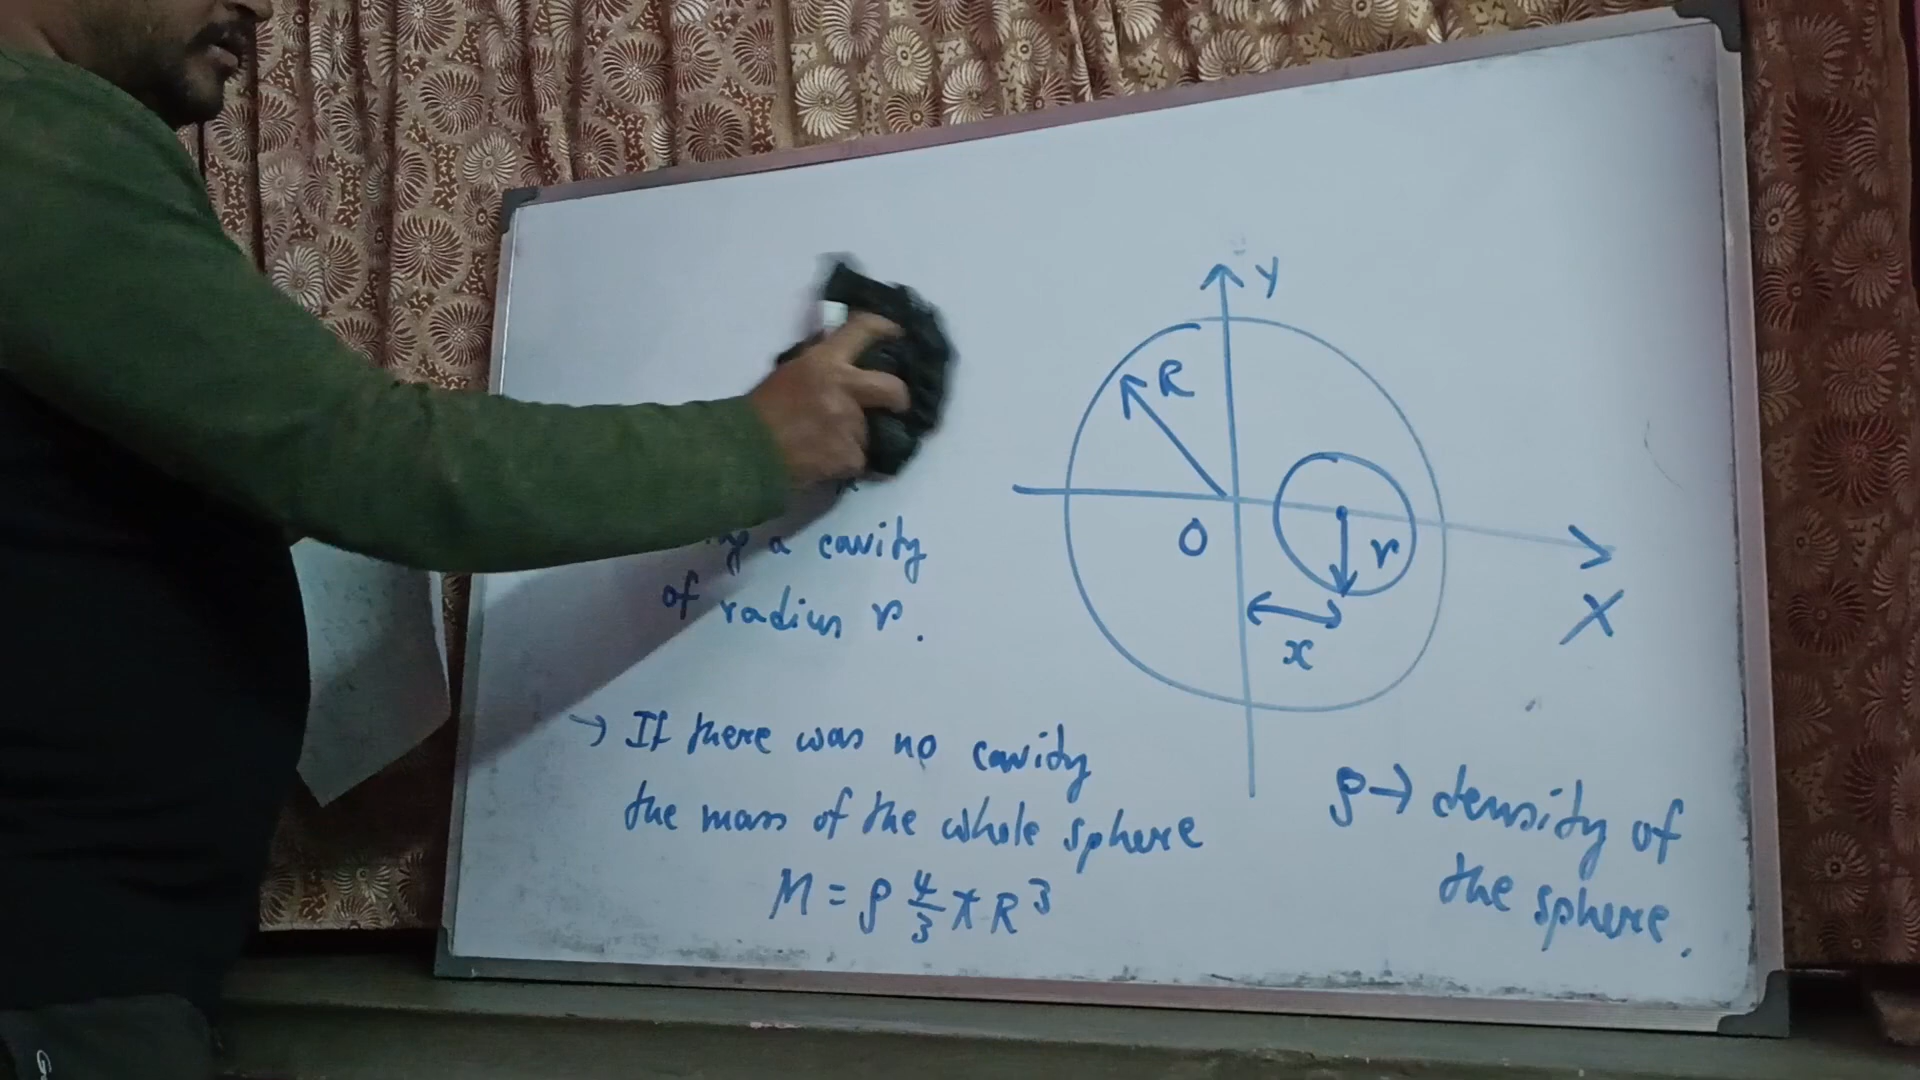 a cavity
of radius r.
→ If there was no cavity
the mass of the whole sphere
M = ρ 4/3 π R³
Y
R
O
r
x
X
ρ → density of
the sphere.